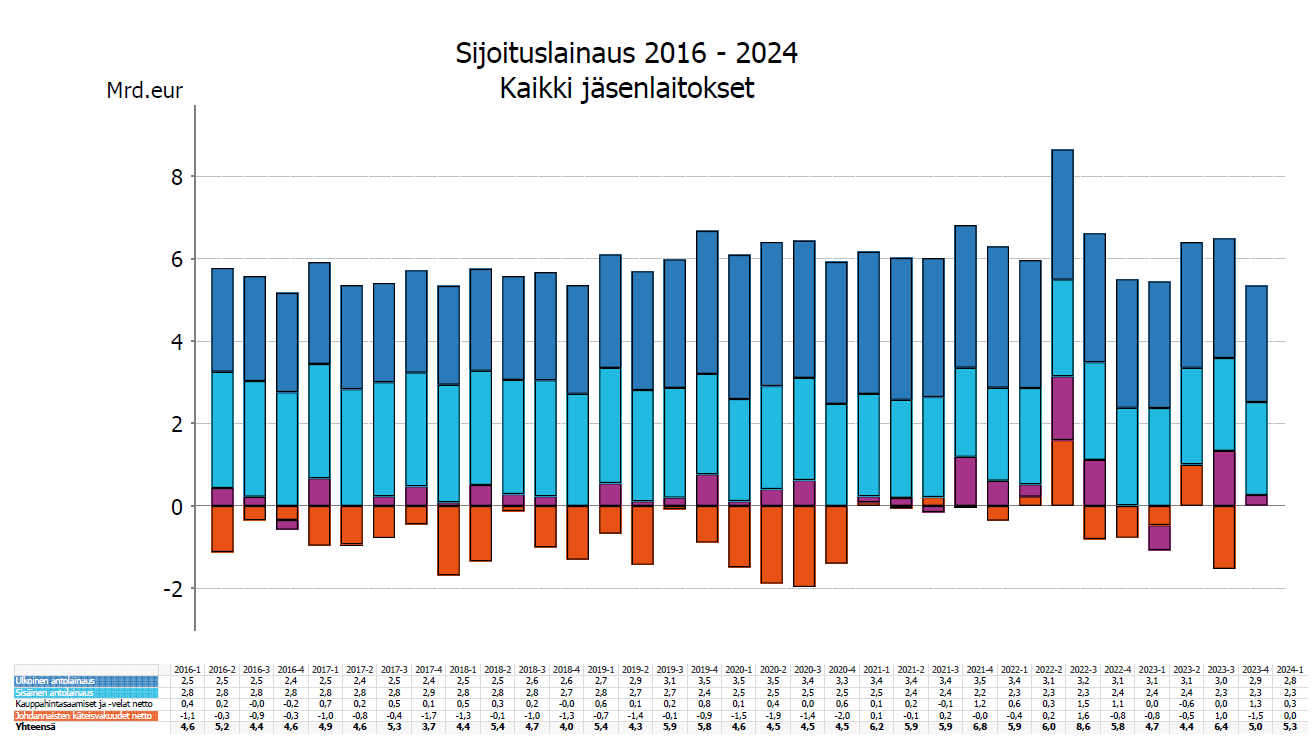 Sijoituslainaus 2016 - 2024
Kaikki jäsenlaitokset
Mrd.eur
8
6
4
2
0
-2
2016-1 2016-2 2016-3 2016-4 2017-1 2017-2 2017-3 2017-4 2018-1 2018-2 2018-3 2018-4 2019-1 2019-2 2019-3 2019-4 2020-1 2020-2 2020-3 2020-4 2021-1 2021-2 2021-3 2021-4 2022-1 2022-2 2022-3 2022-4 2023-1 2023-2 2023-3 2023-4 2024-1
Ulkoinen antolainaus 2,5 2,5 2,5 2,4 2,5 2,4 2,5 2,4 2,5 2,5 2,6 2,6 2,7 2,9 3,1 3,5 3,5 3,5 3,4 3,3 3,4 3,4 3,4 3,5 3,4 3,1 3,2 3,1 3,1 3,1 3,0 2,9 2,8
Sisäinen antolainaus 2,8 2,8 2,8 2,8 2,8 2,8 2,8 2,9 2,8 2,8 2,8 2,7 2,8 2,7 2,7 2,4 2,5 2,5 2,5 2,5 2,5 2,4 2,4 2,2 2,3 2,3 2,3 2,4 2,4 2,4 2,3 2,3 2,3
Kauppahintasaamiset ja -velat netto 0,4 0,2 -0,0 -0,2 0,7 0,2 0,5 0,1 0,5 0,3 0,2 -0,0 0,6 0,1 0,2 0,8 0,1 0,4 0,0 0,6 0,1 0,2 -0,1 1,2 0,6 0,3 1,5 1,1 0,0 -0,6 0,0 1,3 0,3
Johdannaisten käteisvakuudet netto -1,1 -0,3 -0,9 -0,3 -1,0 -0,8 -0,4 -1,7 -1,3 -0,1 -1,0 -1,3 -0,7 -1,4 -0,1 -0,9 -1,5 -1,9 -1,4 -2,0 0,1 -0,1 0,2 -0,0 -0,4 0,2 1,6 -0,8 -0,8 -0,5 1,0 -1,5 0,0
Yhteensä 4,6 5,2 4,4 4,6 4,9 4,6 5,3 3,7 4,4 5,4 4,7 4,0 5,4 4,3 5,9 5,8 4,6 4,5 4,5 4,5 6,2 5,9 5,9 6,8 5,9 6,0 8,6 5,8 4,7 4,4 6,4 5,0 5,3